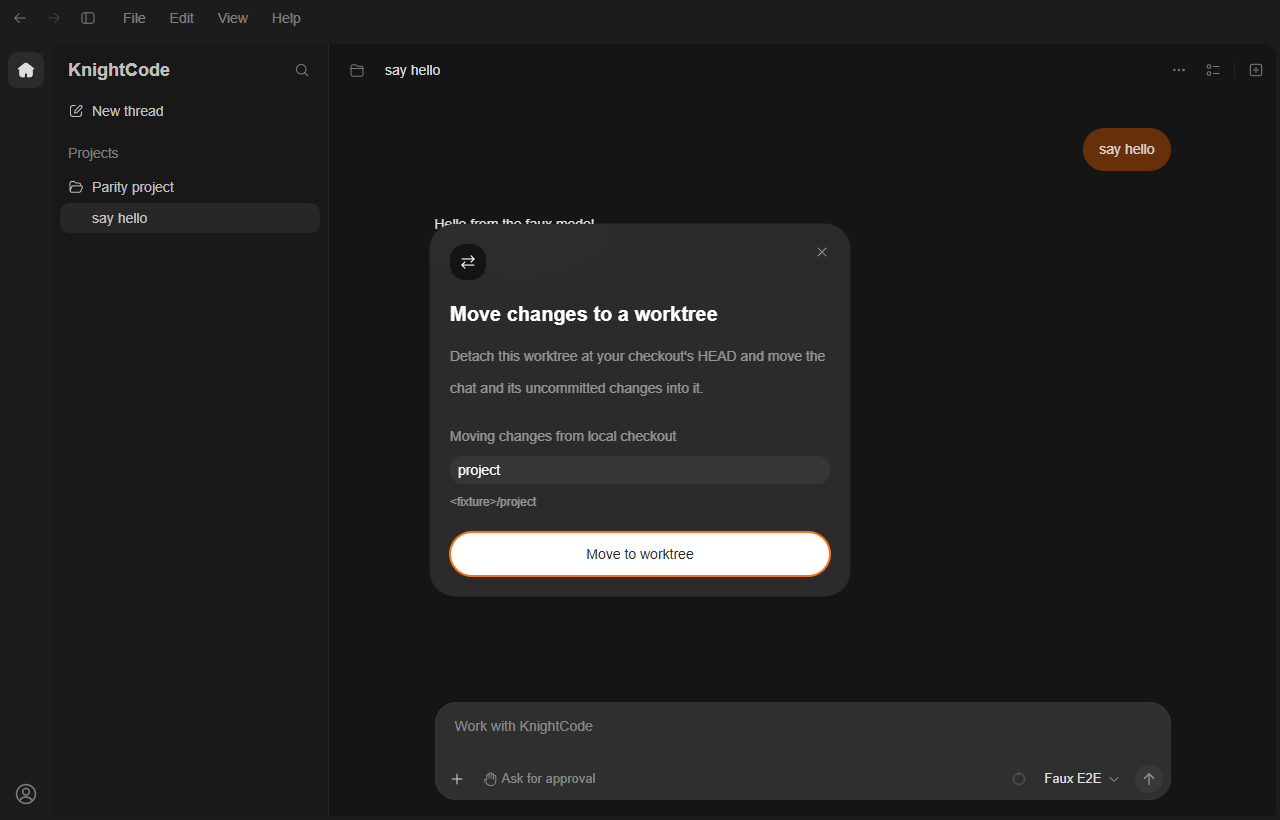 File Edit View Help
KnightCode
New thread
Projects
Parity project
say hello
say hello
say hello
Hello from the faux model
Move changes to a worktree
Detach this worktree at your checkout's HEAD and move the
chat and its uncommitted changes into it.
Moving changes from local checkout
project
<fixture>/project
Move to worktree
Work with KnightCode
Ask for approval
Faux E2E